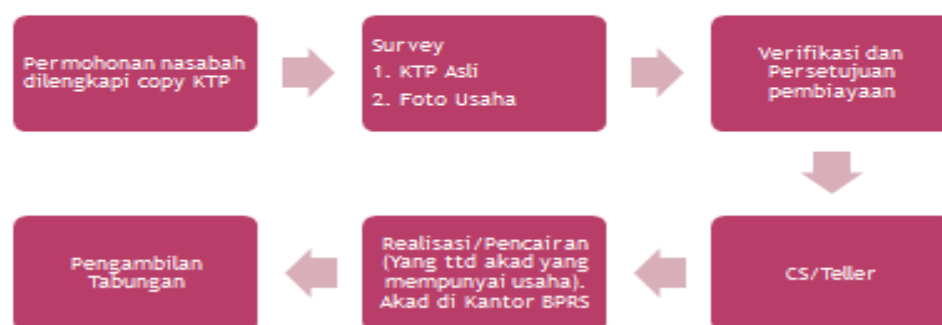 Permohonan nasabah
dilengkapi copy KTP
Survey
1. KTP Asli
2. Foto Usaha
Verifikasi dan
Persetujuan
pembiayaan
CS/Teller
Realisasi/Pencairan
(Yang ttd akad yang
mempunyai usaha).
Akad di Kantor BPRS
Pengambilan
Tabungan